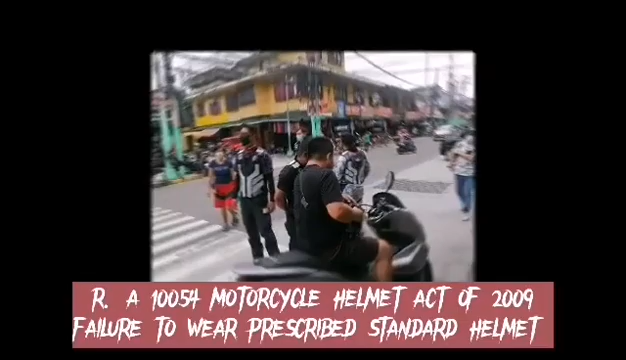 R. A 10054 MOTORCYCLE HELMET ACT OF 2009
FAILURE TO WEAR PRESCRIBED STANDARD HELMET